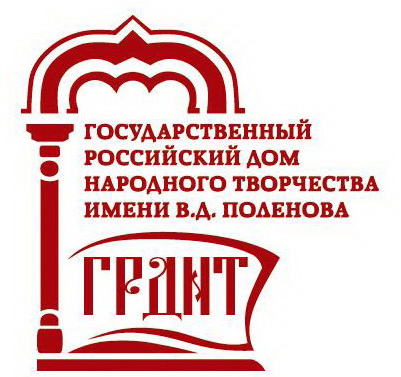 ГОСУДАРСТВЕННЫЙ
РОССИЙСКИЙ ДОМ
НАРОДНОГО ТВОРЧЕСТВА
ИМЕНИ В.Д. ПОЛЕНОВА
ГРДНТ